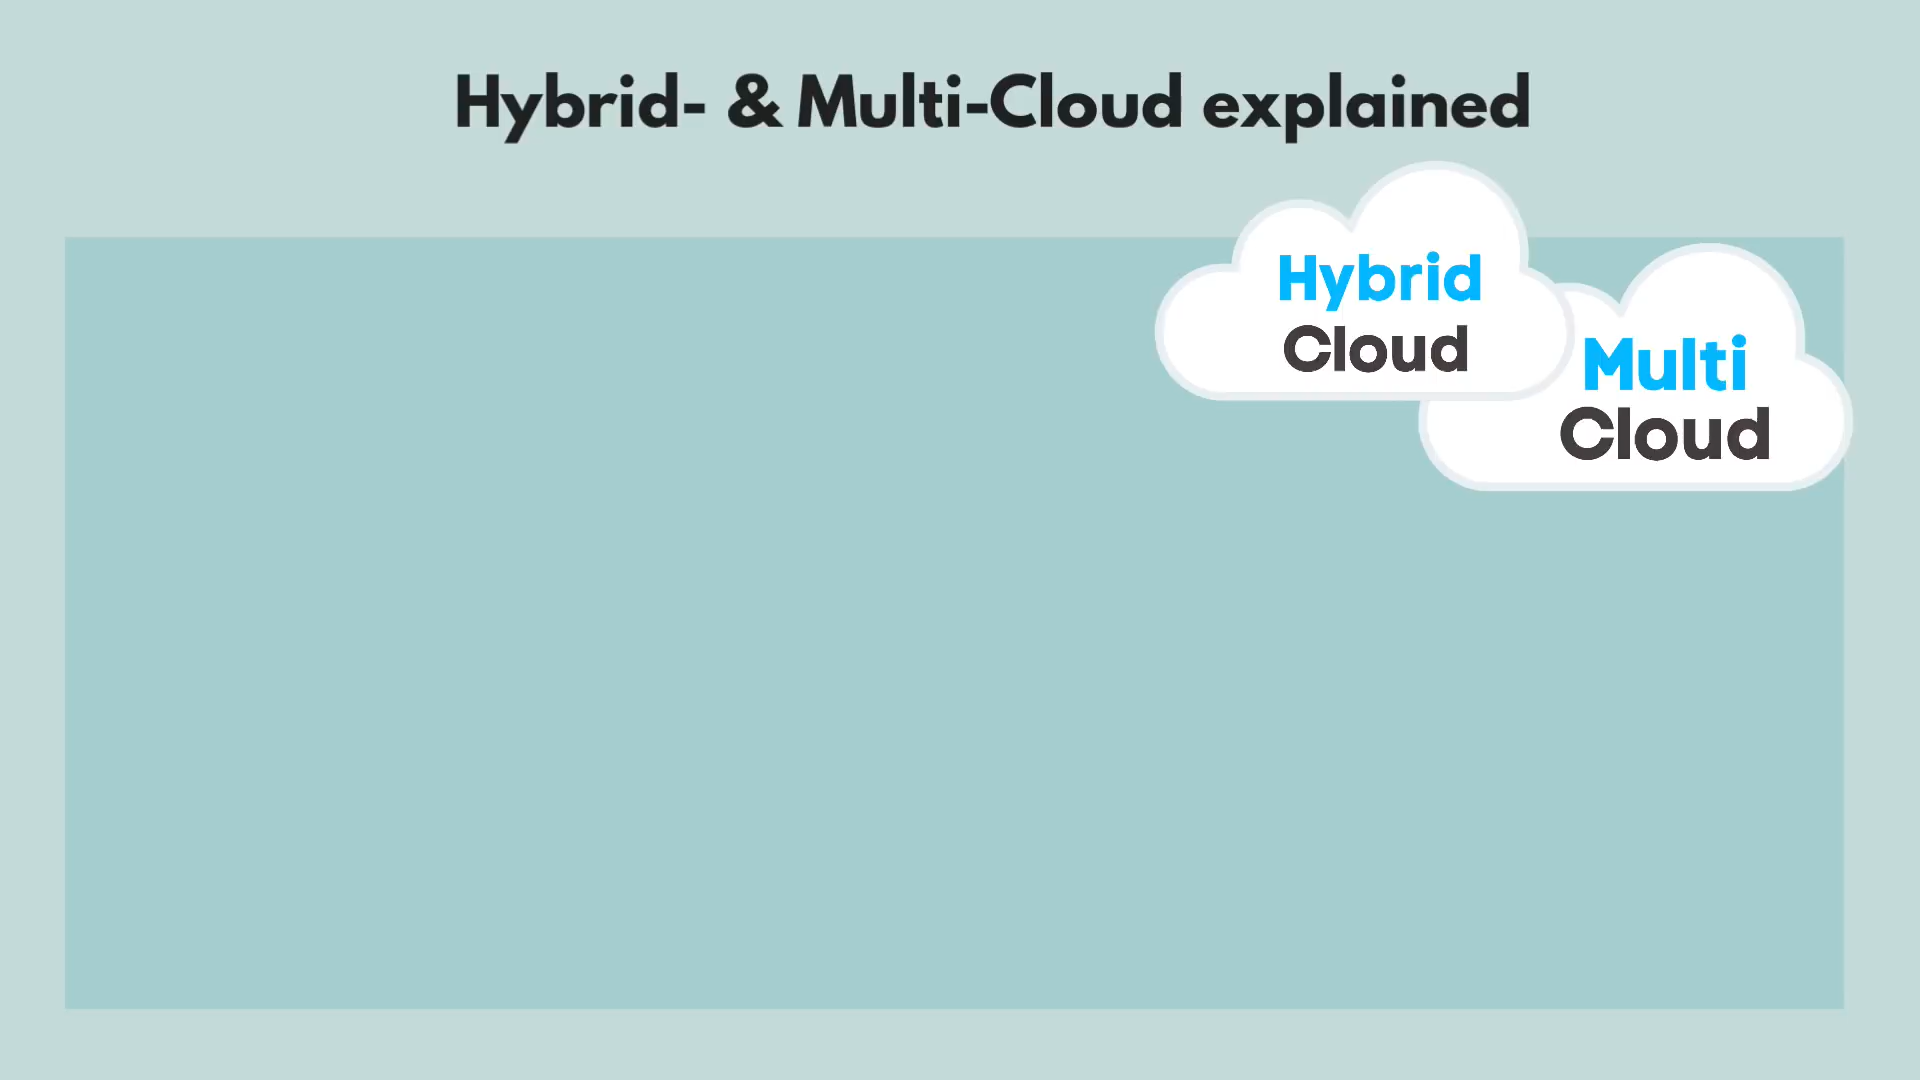 Hybrid- & Multi-Cloud explained
Hybrid
Cloud
Multi
Cloud